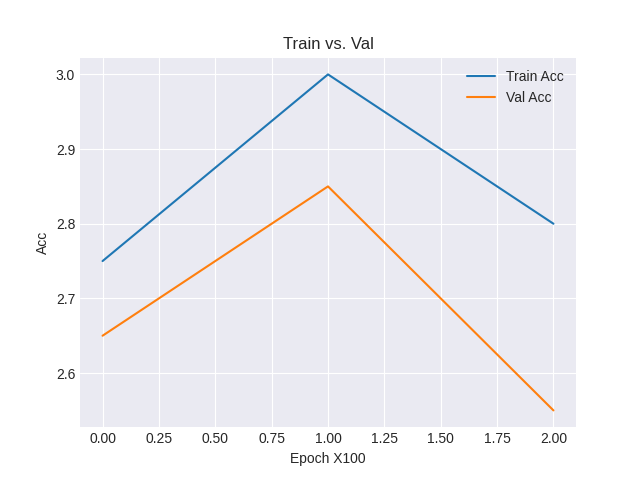 Train vs. Val
Train Acc
Val Acc
3.0
2.9
2.8
2.7
2.6
Acc
0.00 0.25 0.50 0.75 1.00 1.25 1.50 1.75 2.00
Epoch X100